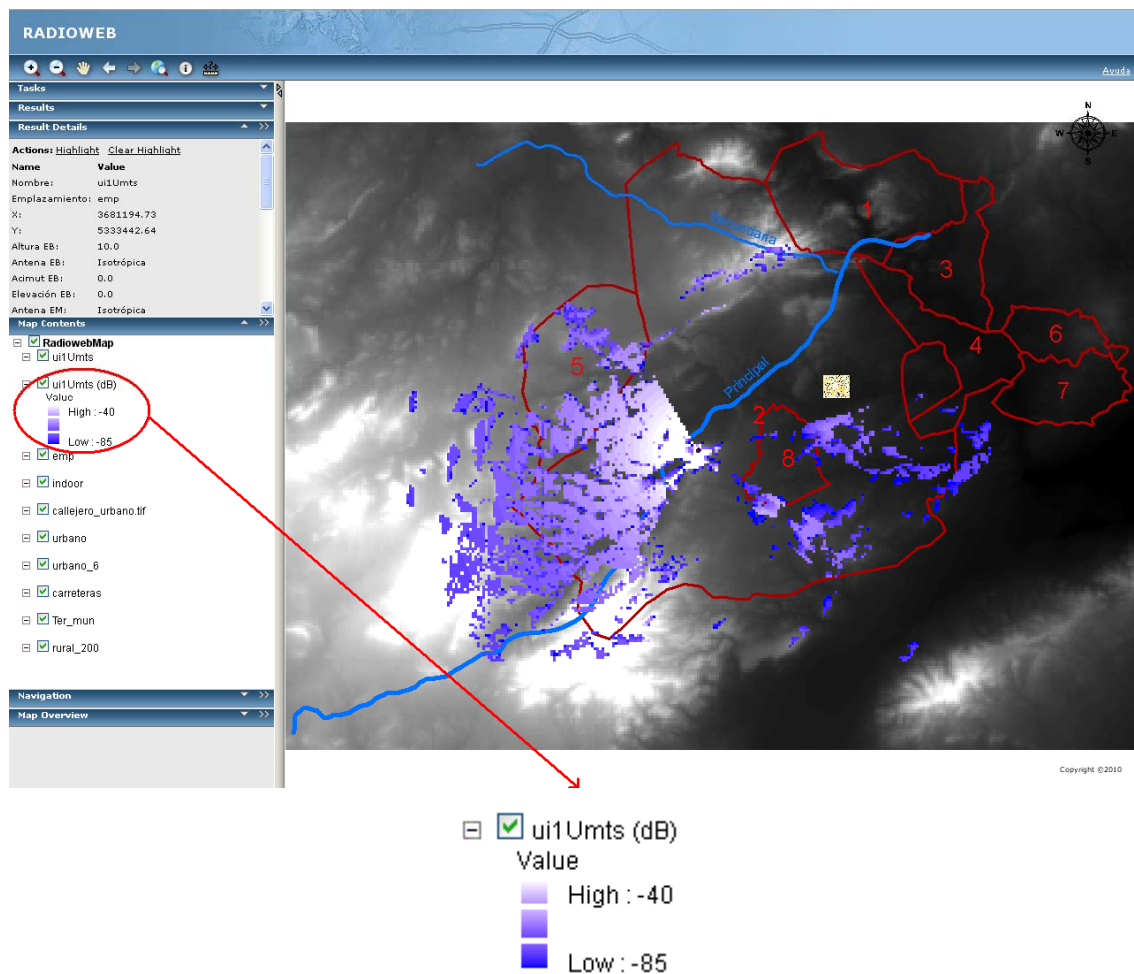 RADIOWEB
Ayuda
Tasks
Results
Result Details
Actions: Highlight Clear Highlight
Name Value
Nombre: ui1Umts
Emplazamiento: emp
X: 3681194.73
Y: 5333442.64
Altura EB: 10.0
Antena EB: Isotrópica
Acimut EB: 0.0
Elevación EB: 0.0
Antena EM: Isotrópica
Map Contents
RadiowebMap
ui1Umts
ui1Umts (dB)
Value
High : -40
Low : -85
emp
indoor
callejero_urbano.tif
urbano
urbano_6
carreteras
Ter_mun
rural_200
Navigation
Map Overview
N
W E
S
1
Secundaria
3
4
6
5
7
Principal
2
8
Copyright ©2010
ui1Umts (dB)
Value
High : -40
Low : -85